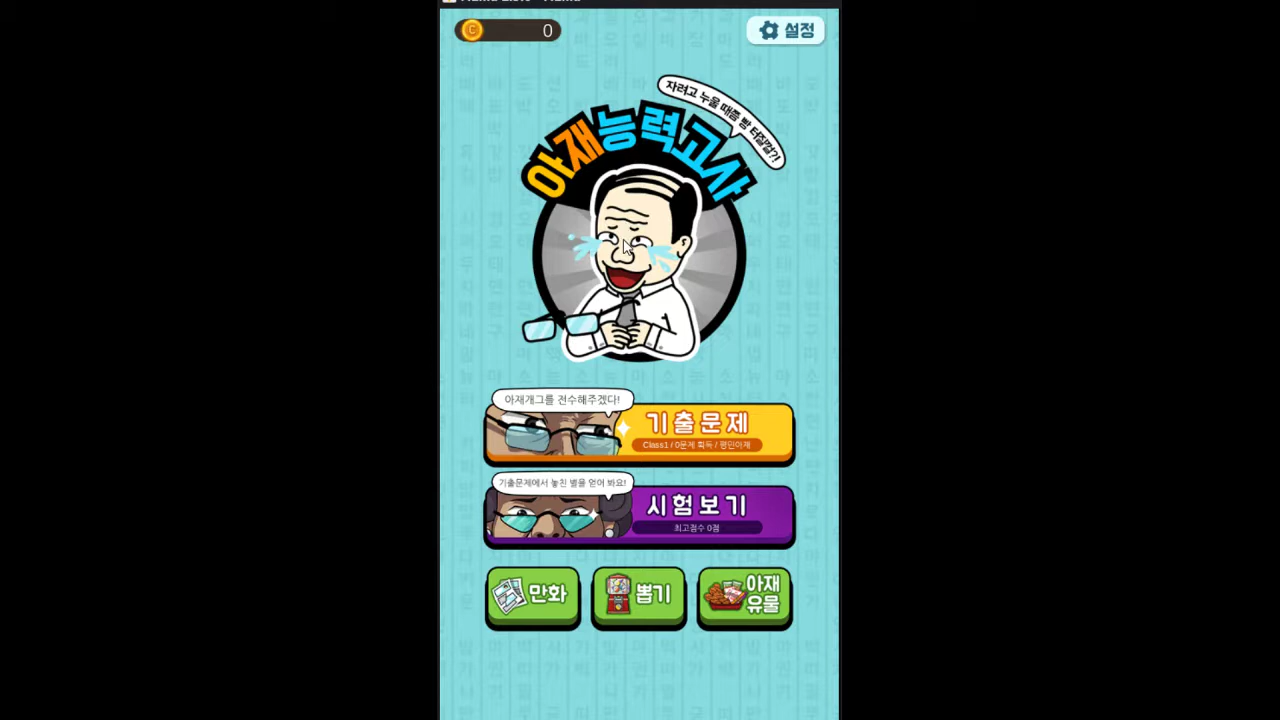 0
설정
자려고 누울 때쯤 빵 터질껄?!
아재능력고사
아재개그를 전수해주겠다!
기출문제
Class1 / 0문제 획득 / 평민아재
기출문제에서 놓친 별을 얻어 봐요!
시험보기
최고점수 0점
만화
뽑기
아재
유물